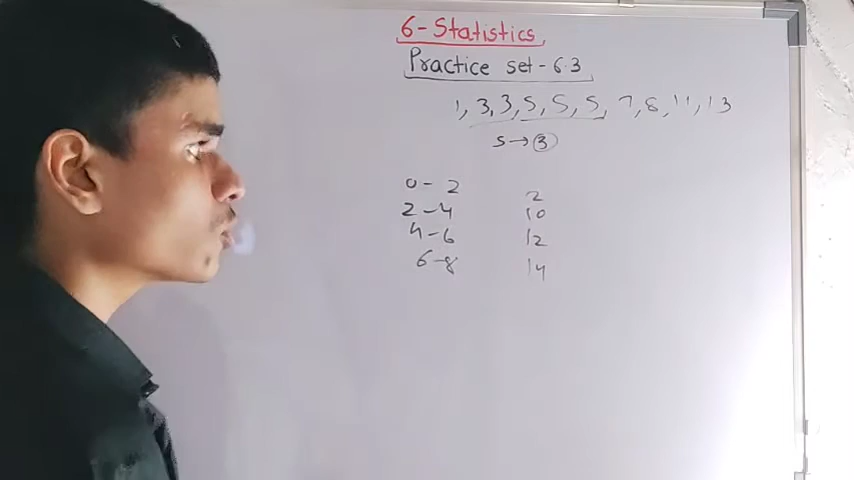 6-Statistics
Practice set - 6.3
1, 3, 3, 5, 5, 5, 7, 8, 11, 13
5 → 3
0 - 2 2
2 - 4 10
4 - 6 12
6 - 8 14